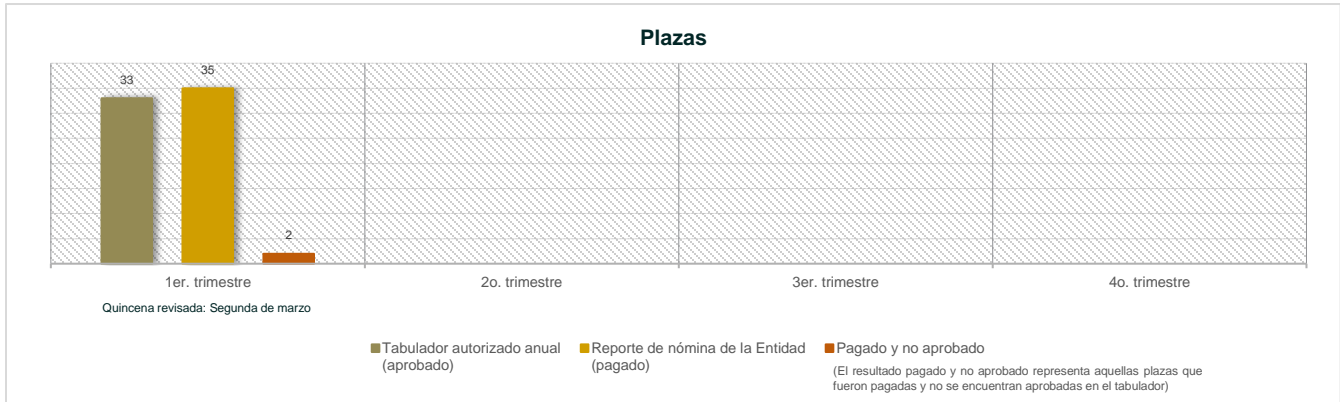 Plazas
33
35
2
1er. trimestre
2o. trimestre
3er. trimestre
4o. trimestre
Quincena revisada: Segunda de marzo
Tabulador autorizado anual
(aprobado)
Reporte de nómina de la Entidad
(pagado)
Pagado y no aprobado
(El resultado pagado y no aprobado representa aquellas plazas que
fueron pagadas y no se encuentran aprobadas en el tabulador)